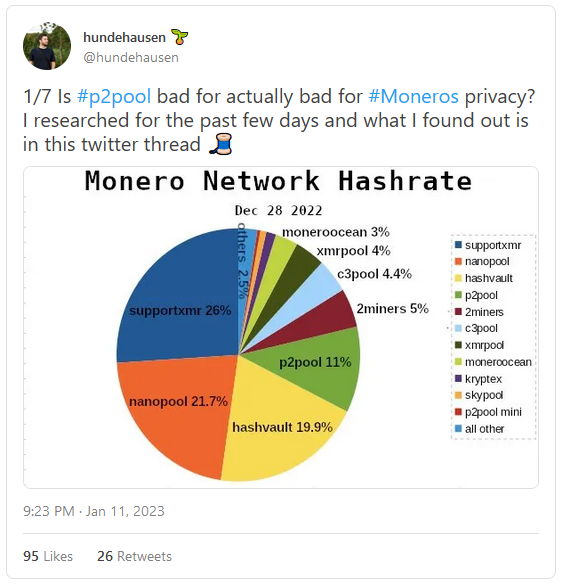 hundehausen
@hundehausen
1/7 Is #p2pool bad for actually bad for #Moneros privacy?
I researched for the past few days and what I found out is
in this twitter thread
Monero Network Hashrate
Dec 28 2022
others 2.5%
moneroocean 3%
xmrpool 4%
c3pool 4.4%
2miners 5%
p2pool 11%
hashvault 19.9%
nanopool 21.7%
supportxmr 26%
supportxmr
nanopool
hashvault
p2pool
2miners
c3pool
xmrpool
moneroocean
kryptex
skypool
p2pool mini
all other
9:23 PM · Jan 11, 2023
95 Likes 26 Retweets